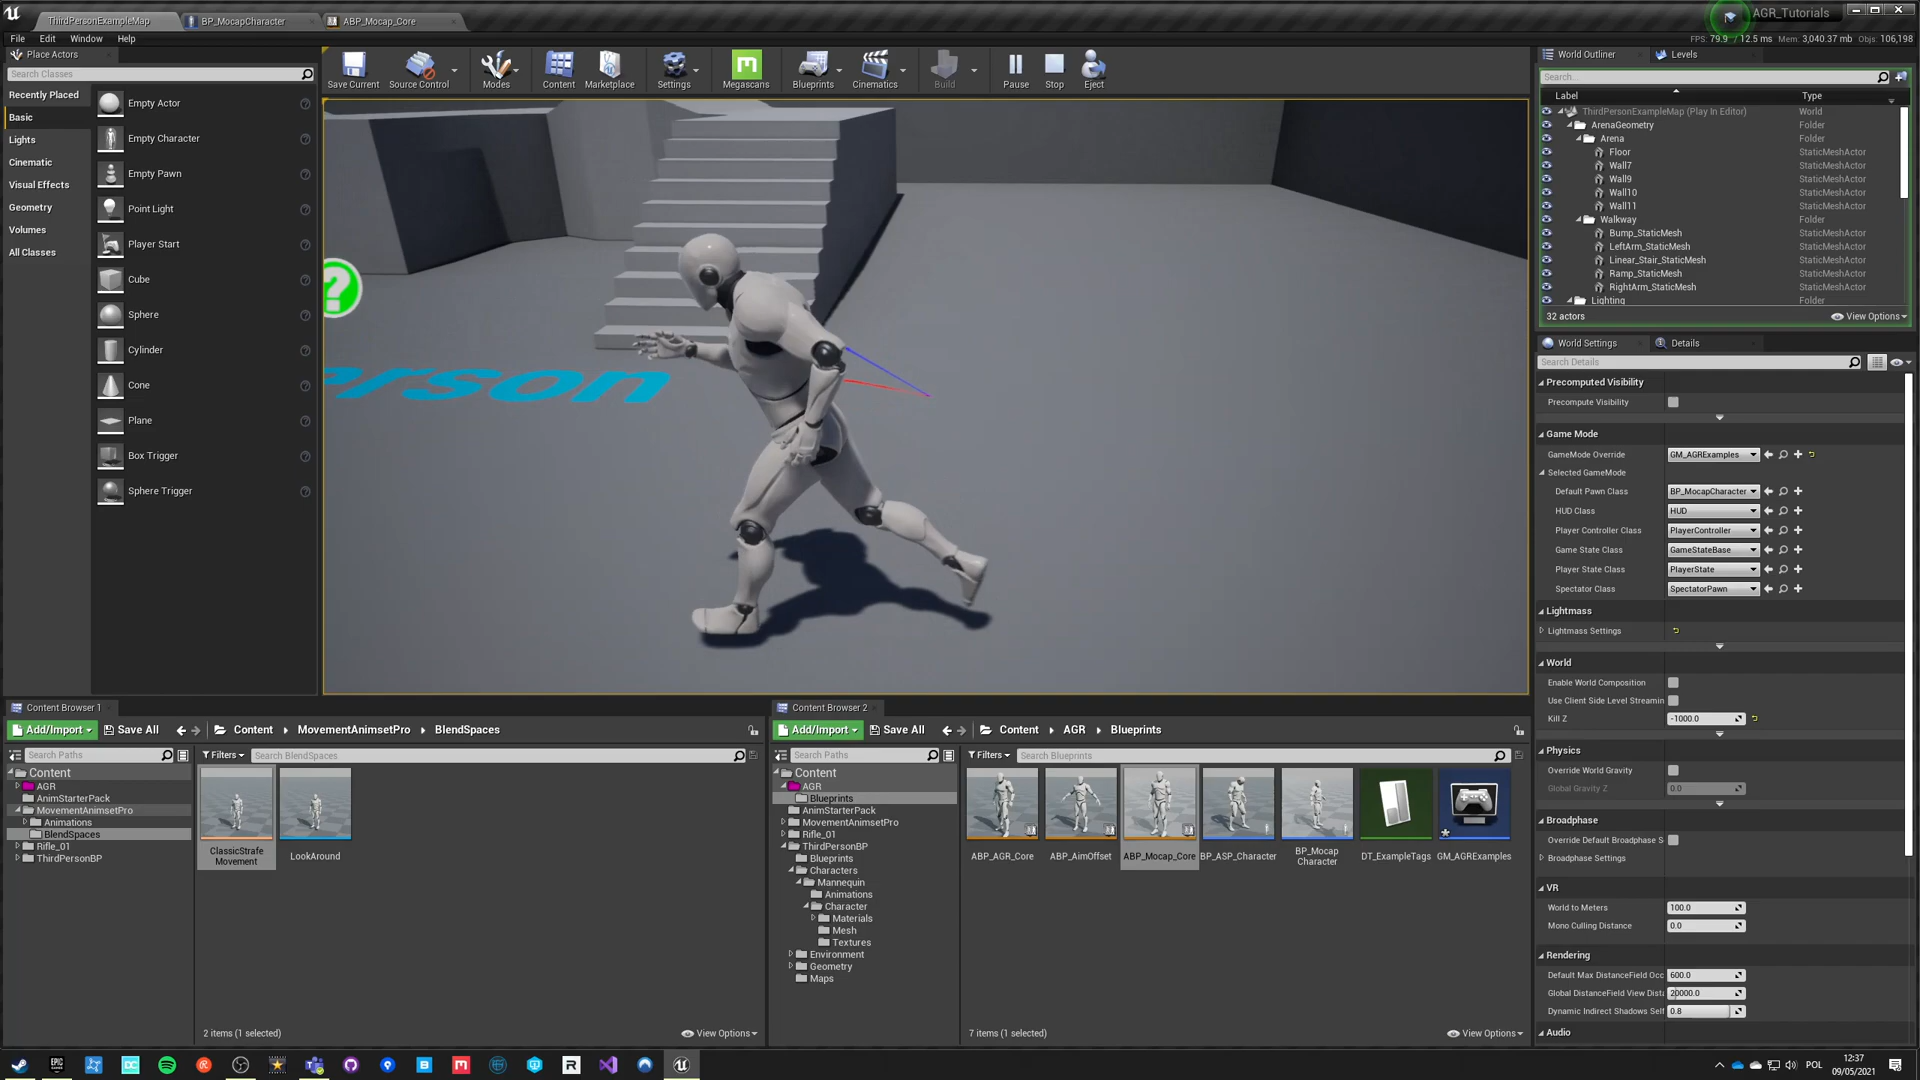 ThirdPersonExampleMap
BP_MocapCharacter
ABP_Mocap_Core
AGR_Tutorials
File Edit Window Help
FPS: 79.9 / 12.5 ms Mem: 3,040.37 mb Objs: 106,198
Place Actors
Search Classes
Recently Placed
Basic
Lights
Cinematic
Visual Effects
Geometry
Volumes
All Classes
Empty Actor
Empty Character
Empty Pawn
Point Light
Player Start
Cube
Sphere
Cylinder
Cone
Plane
Box Trigger
Sphere Trigger
Save Current
Source Control
Modes
Content
Marketplace
Settings
Megascans
Blueprints
Cinematics
Build
Pause
Stop
Eject
?
erson
World Outliner
Levels
Search...
Label Type
ThirdPersonExampleMap (Play In Editor) World
ArenaGeometry Folder
Arena Folder
Floor StaticMeshActor
Wall7 StaticMeshActor
Wall9 StaticMeshActor
Wall10 StaticMeshActor
Wall11 StaticMeshActor
Walkway Folder
Bump_StaticMesh StaticMeshActor
LeftArm_StaticMesh StaticMeshActor
Linear_Stair_StaticMesh StaticMeshActor
Ramp_StaticMesh StaticMeshActor
RightArm_StaticMesh StaticMeshActor
Lighting Folder
32 actors View Options
World Settings
Details
Search Details
Precomputed Visibility
Precompute Visibility
Game Mode
GameMode Override GM_AGRExamples
Selected GameMode
Default Pawn Class BP_MocapCharacter
HUD Class HUD
Player Controller Class PlayerController
Game State Class GameStateBase
Player State Class PlayerState
Spectator Class SpectatorPawn
Lightmass
Lightmass Settings
World
Enable World Composition
Use Client Side Level Streamin
Kill Z -1000.0
Physics
Override World Gravity
Global Gravity Z 0.0
Broadphase
Override Default Broadphase S
Broadphase Settings
VR
World to Meters 100.0
Mono Culling Distance 0.0
Rendering
Default Max DistanceField Occ 600.0
Global DistanceField View Dista 20000.0
Dynamic Indirect Shadows Self 0.8
Audio
Content Browser 1
Add/Import Save All Content MovementAnimsetPro BlendSpaces
Search Paths
Filters Search BlendSpaces
Content
AGR
AnimStarterPack
MovementAnimsetPro
Animations
BlendSpaces
Rifle_01
ThirdPersonBP
ClassicStrafe
Movement
LookAround
2 items (1 selected) View Options
Content Browser 2
Add/Import Save All Content AGR Blueprints
Search Paths
Filters Search Blueprints
Content
AGR
Blueprints
AnimStarterPack
MovementAnimsetPro
Rifle_01
ThirdPersonBP
Blueprints
Characters
Mannequin
Animations
Character
Materials
Mesh
Textures
Environment
Geometry
Maps
ABP_AGR_Core
ABP_AimOffset
ABP_Mocap_Core
BP_ASP_Character
BP_Mocap
Character
DT_ExampleTags
GM_AGRExamples
7 items (1 selected) View Options
POL
12:37
09/05/2021